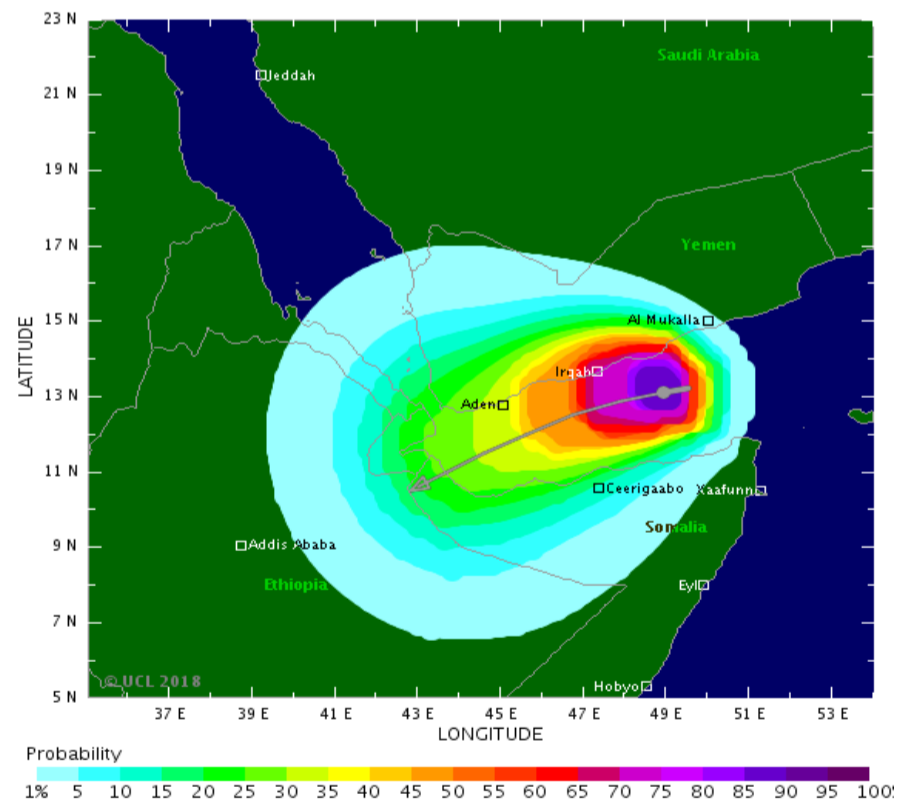 23 N
Saudi Arabia
Jeddah
21 N
19 N
17 N
Yemen
15 N
Al Mukalla
LATITUDE
Irqah
13 N
Aden
11 N
Ceerigaabo
Xaafunn
Somalia
9 N
Addis Ababa
Ethiopia
Eyl
7 N
© UCL 2018
Hobyo
5 N
37 E 39 E 41 E 43 E 45 E 47 E 49 E 51 E 53 E
LONGITUDE
Probability
1% 5 10 15 20 25 30 35 40 45 50 55 60 65 70 75 80 85 90 95 100